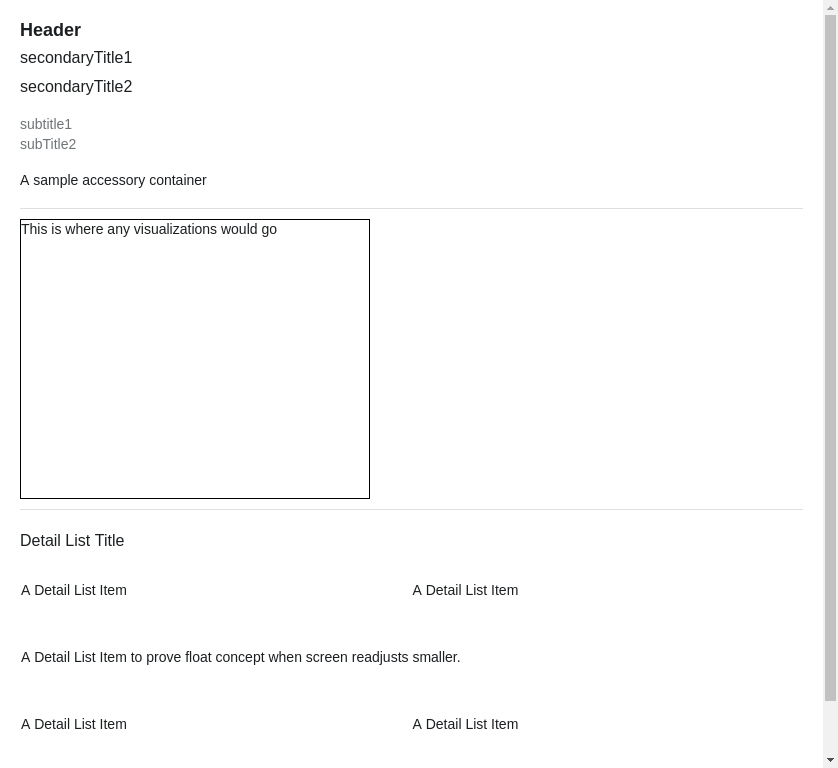 Header
secondaryTitle1
secondaryTitle2
subtitle1
subTitle2
A sample accessory container
This is where any visualizations would go
Detail List Title
A Detail List Item
A Detail List Item
A Detail List Item to prove float concept when screen readjusts smaller.
A Detail List Item
A Detail List Item